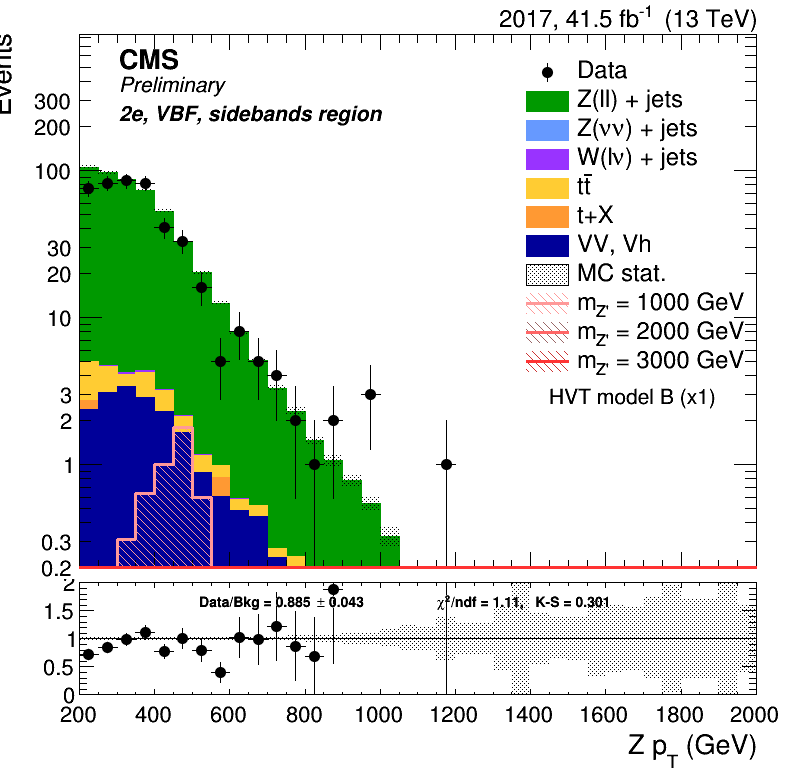 2017, 41.5 fb⁻¹ (13 TeV)
Events
CMS
Preliminary
2e, VBF, sidebands region
Data
Z(ll) + jets
Z(νν) + jets
W(lν) + jets
tt̄
t+X
VV, Vh
MC stat.
m_Z' = 1000 GeV
m_Z' = 2000 GeV
m_Z' = 3000 GeV
HVT model B (x1)
300
200
100
30
20
10
3
2
1
0.3
0.2
2
1.5
1
0.5
0
Data/Bkg = 0.885 ± 0.043
χ²/ndf = 1.11, K-S = 0.301
200 400 600 800 1000 1200 1400 1600 1800 2000
Z p_T (GeV)